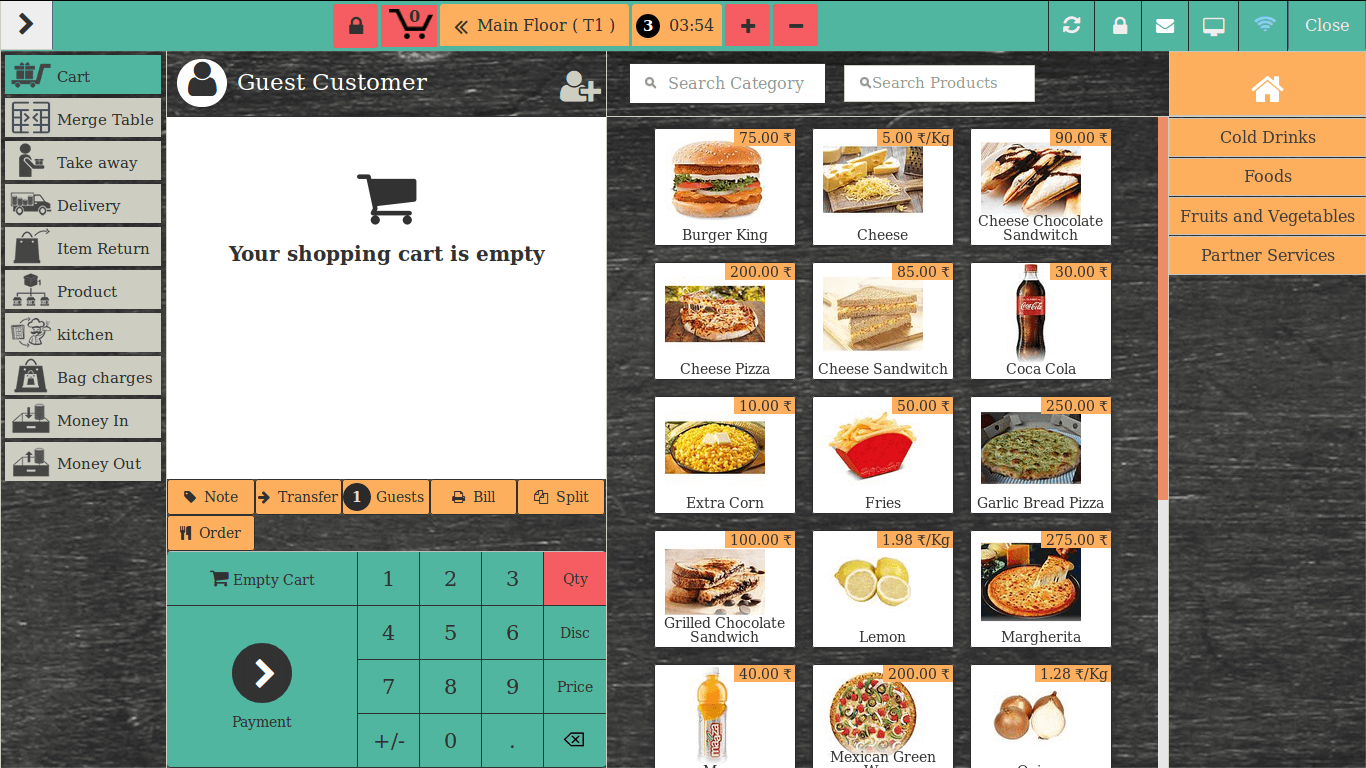 0
Main Floor ( T1 )
3 03:54
Close
Cart
Merge Table
Take away
Delivery
Item Return
Product
kitchen
Bag charges
Money In
Money Out
Guest Customer
Your shopping cart is empty
Note
Transfer
1 Guests
Bill
Split
Order
Empty Cart
1 2 3 Qty
4 5 6 Disc
7 8 9 Price
+/- 0 .
Payment
Search Category
Search Products
75.00 ₹
Burger King
5.00 ₹/Kg
Cheese
90.00 ₹
Cheese Chocolate
Sandwitch
200.00 ₹
Cheese Pizza
85.00 ₹
Cheese Sandwitch
30.00 ₹
Coca Cola
10.00 ₹
Extra Corn
50.00 ₹
Fries
250.00 ₹
Garlic Bread Pizza
100.00 ₹
Grilled Chocolate
Sandwich
1.98 ₹/Kg
Lemon
275.00 ₹
Margherita
40.00 ₹
maaza
200.00 ₹
Mexican Green
1.28 ₹/Kg
Cold Drinks
Foods
Fruits and Vegetables
Partner Services